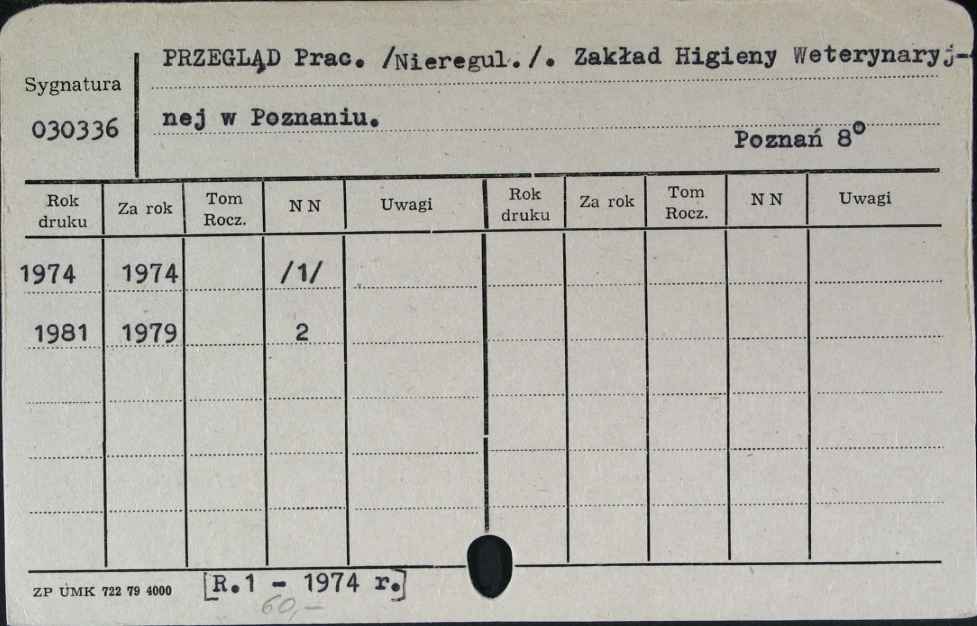 PRZEGLĄD Prac. /Nieregul./. Zakład Higieny Weterynaryj-
Sygnatura
030336
nej w Poznaniu.
Poznań 8⁰
Rok druku Za rok Tom Rocz. N N Uwagi Rok druku Za rok Tom Rocz. N N Uwagi
1974 1974 /1/
1981 1979 2
ZP UMK 722 79 4000 [R.1 - 1974 r.]
60,-